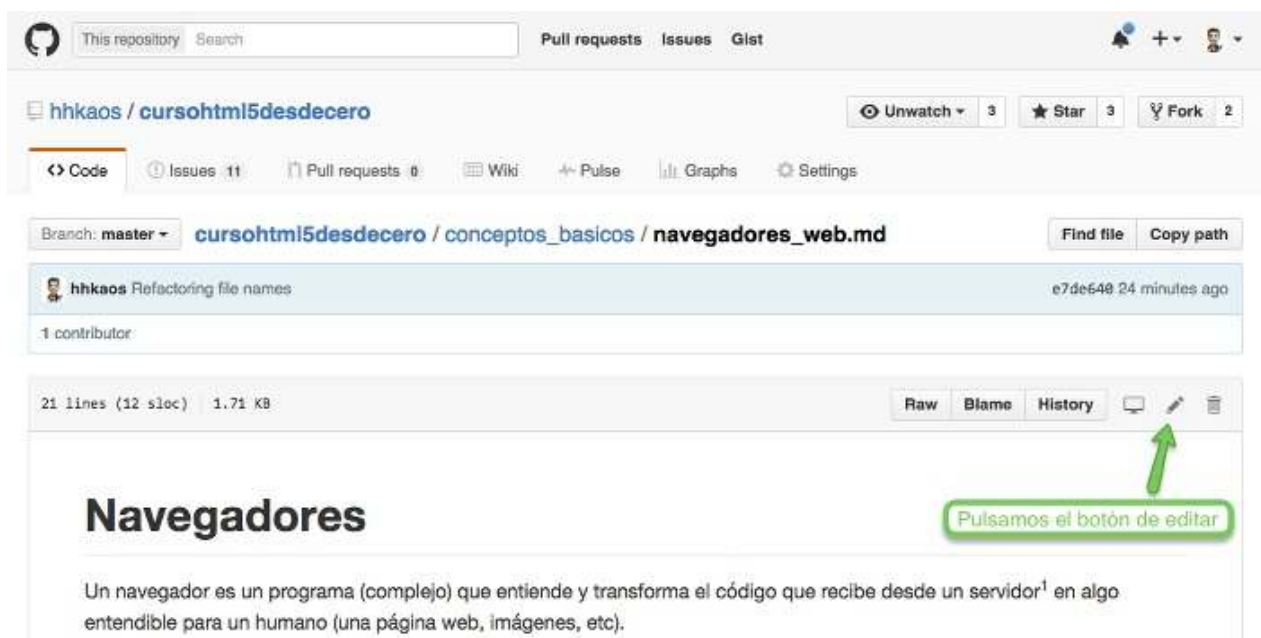 This repository Search Pull requests Issues Gist
hhkaos / cursohtml5desdecero Unwatch 3 Star 3 Fork 2
Code Issues 11 Pull requests 0 Wiki Pulse Graphs Settings
Branch: master cursohtml5desdecero / conceptos_basicos / navegadores_web.md Find file Copy path
hhkaos Refactoring file names e7de640 24 minutes ago
1 contributor
21 lines (12 sloc) 1.71 KB Raw Blame History
Navegadores
Pulsamos el botón de editar
Un navegador es un programa (complejo) que entiende y transforma el código que recibe desde un servidor¹ en algo
entendible para un humano (una página web, imágenes, etc).